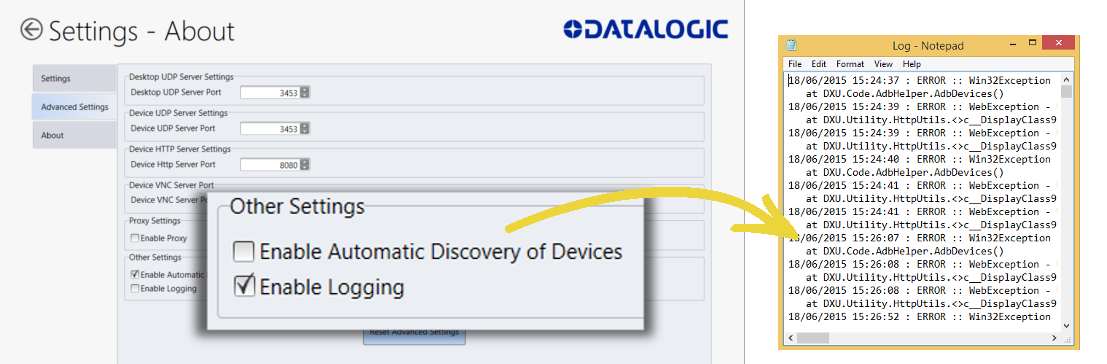 Settings - About
DATALOGIC
Settings
Advanced Settings
About
Desktop UDP Server Settings
Desktop UDP Server Port 3453
Device UDP Server Settings
Device UDP Server Port 3453
Device HTTP Server Settings
Device Http Server Port 8080
Device VNC Server Port
Device VNC Server
Proxy Settings
Enable Proxy
Other Settings
Enable Automatic
Enable Logging
Reset Advanced Settings
Other Settings
Enable Automatic Discovery of Devices
Enable Logging
Log - Notepad
File Edit Format View Help
18/06/2015 15:24:37 : ERROR :: Win32Exception
at DXU.Code.AdbHelper.AdbDevices()
18/06/2015 15:24:39 : ERROR :: WebException -
at DXU.Utility.HttpUtils.<>c__DisplayClass9
18/06/2015 15:24:39 : ERROR :: WebException -
at DXU.Utility.HttpUtils.<>c__DisplayClass9
18/06/2015 15:24:40 : ERROR :: Win32Exception
at DXU.Code.AdbHelper.AdbDevices()
18/06/2015 15:24:41 : ERROR :: WebException -
at DXU.Utility.HttpUtils.<>c__DisplayClass9
18/06/2015 15:24:41 : ERROR :: WebException -
at DXU.Utility.HttpUtils.<>c__DisplayClass9
18/06/2015 15:26:07 : ERROR :: Win32Exception
at DXU.Code.AdbHelper.AdbDevices()
18/06/2015 15:26:08 : ERROR :: WebException -
at DXU.Utility.HttpUtils.<>c__DisplayClass9
18/06/2015 15:26:08 : ERROR :: WebException -
at DXU.Utility.HttpUtils.<>c__DisplayClass9
18/06/2015 15:26:52 : ERROR :: Win32Exception